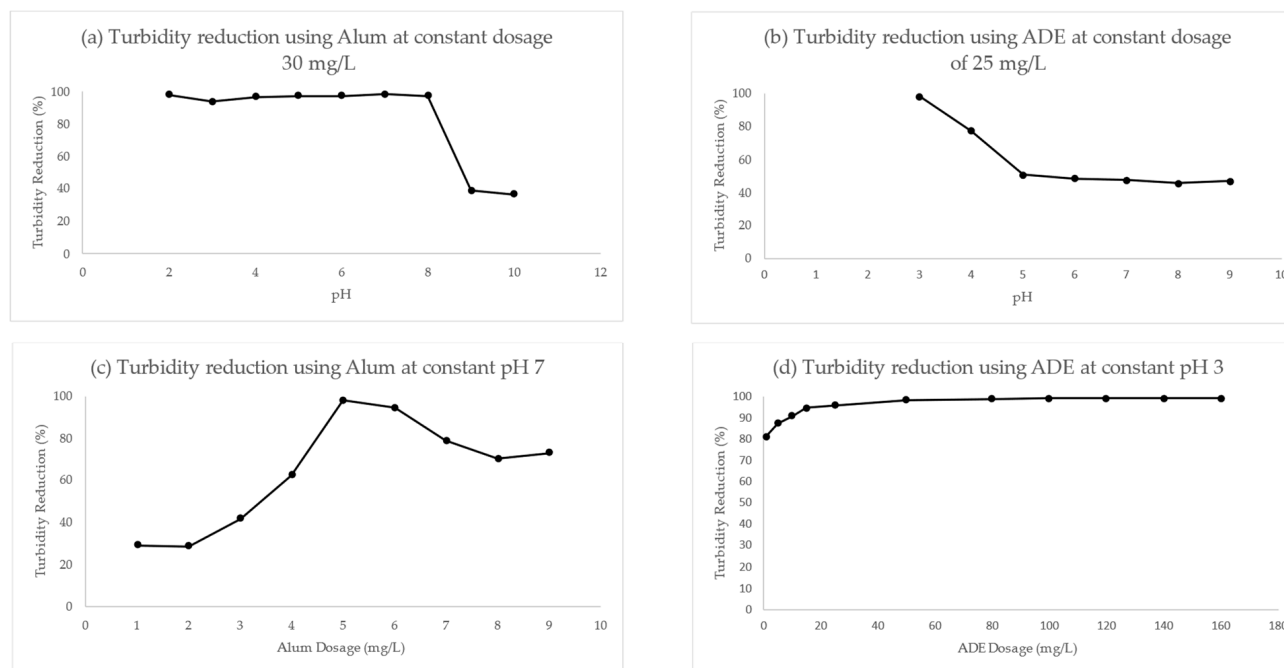 (a) Turbidity reduction using Alum at constant dosage
30 mg/L
Turbidity Reduction (%)
100
80
60
40
20
0
0 2 4 6 8 10 12
pH
(b) Turbidity reduction using ADE at constant dosage
of 25 mg/L
Turbidity Reduction (%)
100
80
60
40
20
0
0 1 2 3 4 5 6 7 8 9 10
pH
(c) Turbidity reduction using Alum at constant pH 7
Turbidity Reduction (%)
100
80
60
40
20
0
0 1 2 3 4 5 6 7 8 9 10
Alum Dosage (mg/L)
(d) Turbidity reduction using ADE at constant pH 3
Turbidity Reduction (%)
100
90
80
70
60
50
40
30
20
10
0
0 20 40 60 80 100 120 140 160 180
ADE Dosage (mg/L)